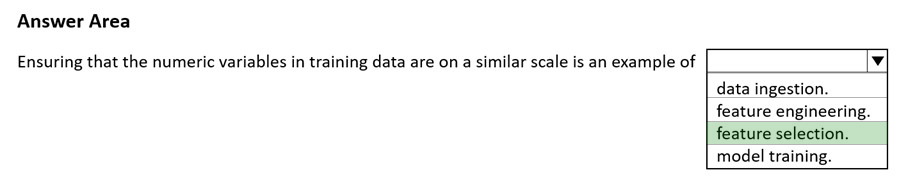 Answer Area
Ensuring that the numeric variables in training data are on a similar scale is an example of
data ingestion.
feature engineering.
feature selection.
model training.